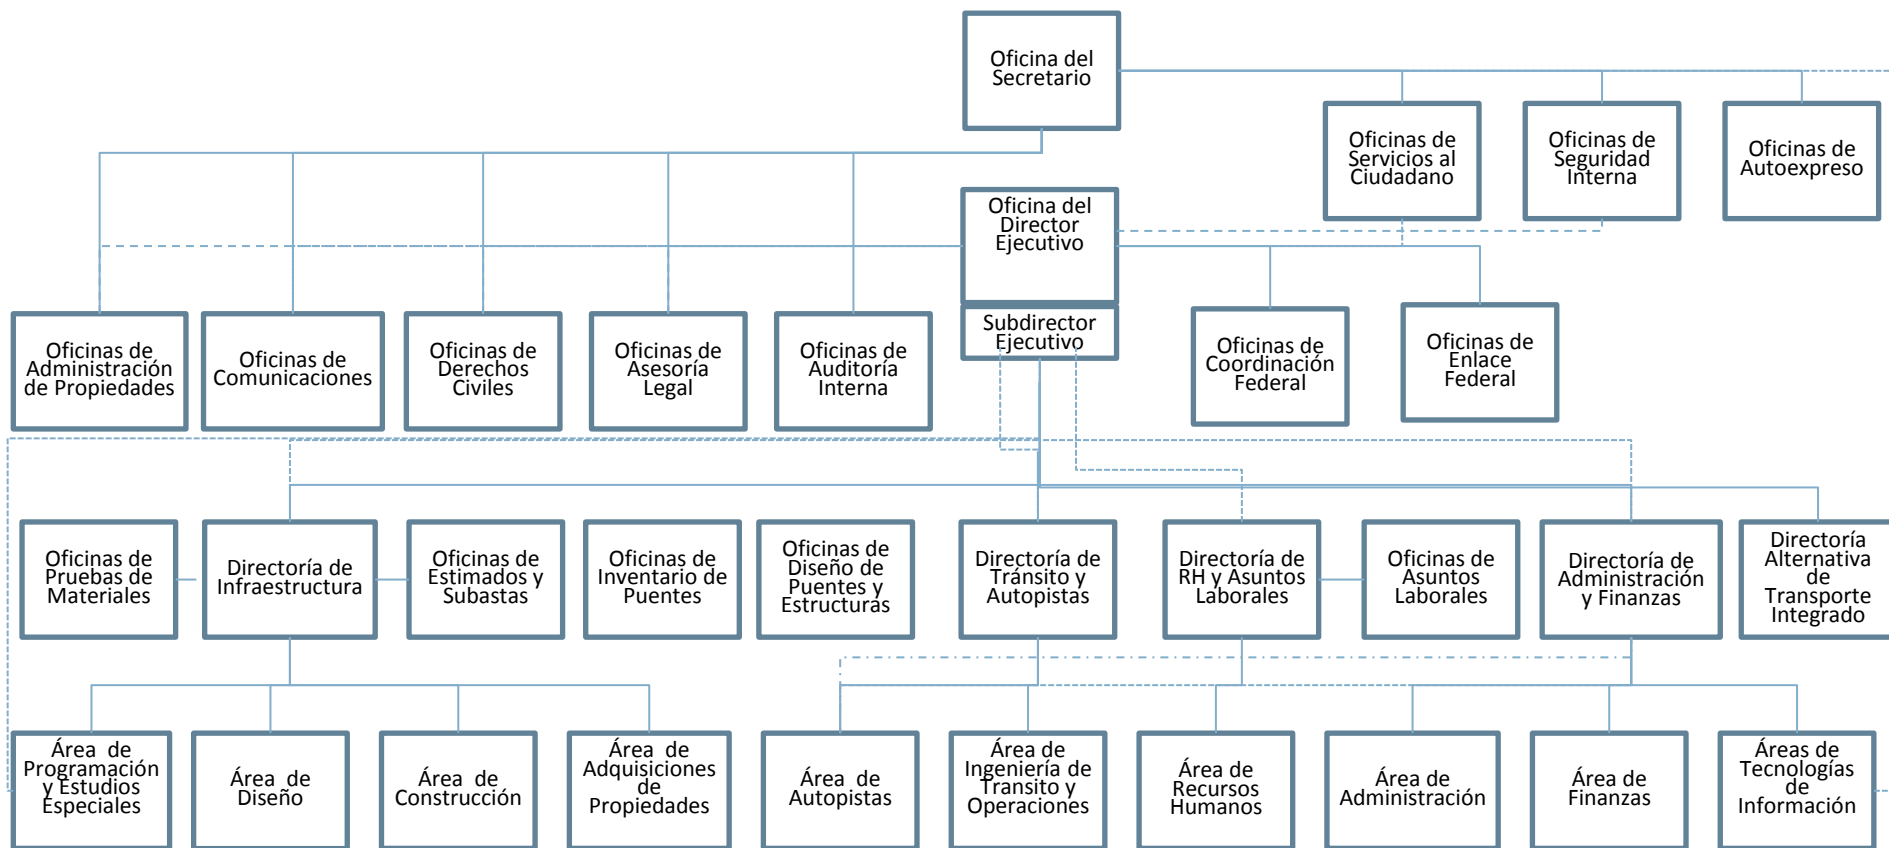 Oficina del
Secretario
Oficinas de
Servicios al
Ciudadano
Oficinas de
Seguridad
Interna
Oficinas de
Autoexpreso
Oficina del
Director
Ejecutivo
Subdirector
Ejecutivo
Oficinas de
Administración
de Propiedades
Oficinas de
Comunicaciones
Oficinas de
Derechos
Civiles
Oficinas de
Asesoría
Legal
Oficinas de
Auditoría
Interna
Oficinas de
Coordinación
Federal
Oficinas de
Enlace
Federal
Oficinas de
Pruebas de
Materiales
Directoría de
Infraestructura
Oficinas de
Estimados y
Subastas
Oficinas de
Inventario de
Puentes
Oficinas de
Diseño de
Puentes y
Estructuras
Directoría de
Tránsito y
Autopistas
Directoría de
RH y Asuntos
Laborales
Oficinas de
Asuntos
Laborales
Directoría de
Administración
y Finanzas
Directoría
Alternativa
de
Transporte
Integrado
Área de
Programación
y Estudios
Especiales
Área de
Diseño
Área de
Construcción
Área de
Adquisiciones
de
Propiedades
Área de
Autopistas
Área de
Ingeniería de
Transito y
Operaciones
Área de
Recursos
Humanos
Área de
Administración
Área de
Finanzas
Áreas de
Tecnologías
de
Información